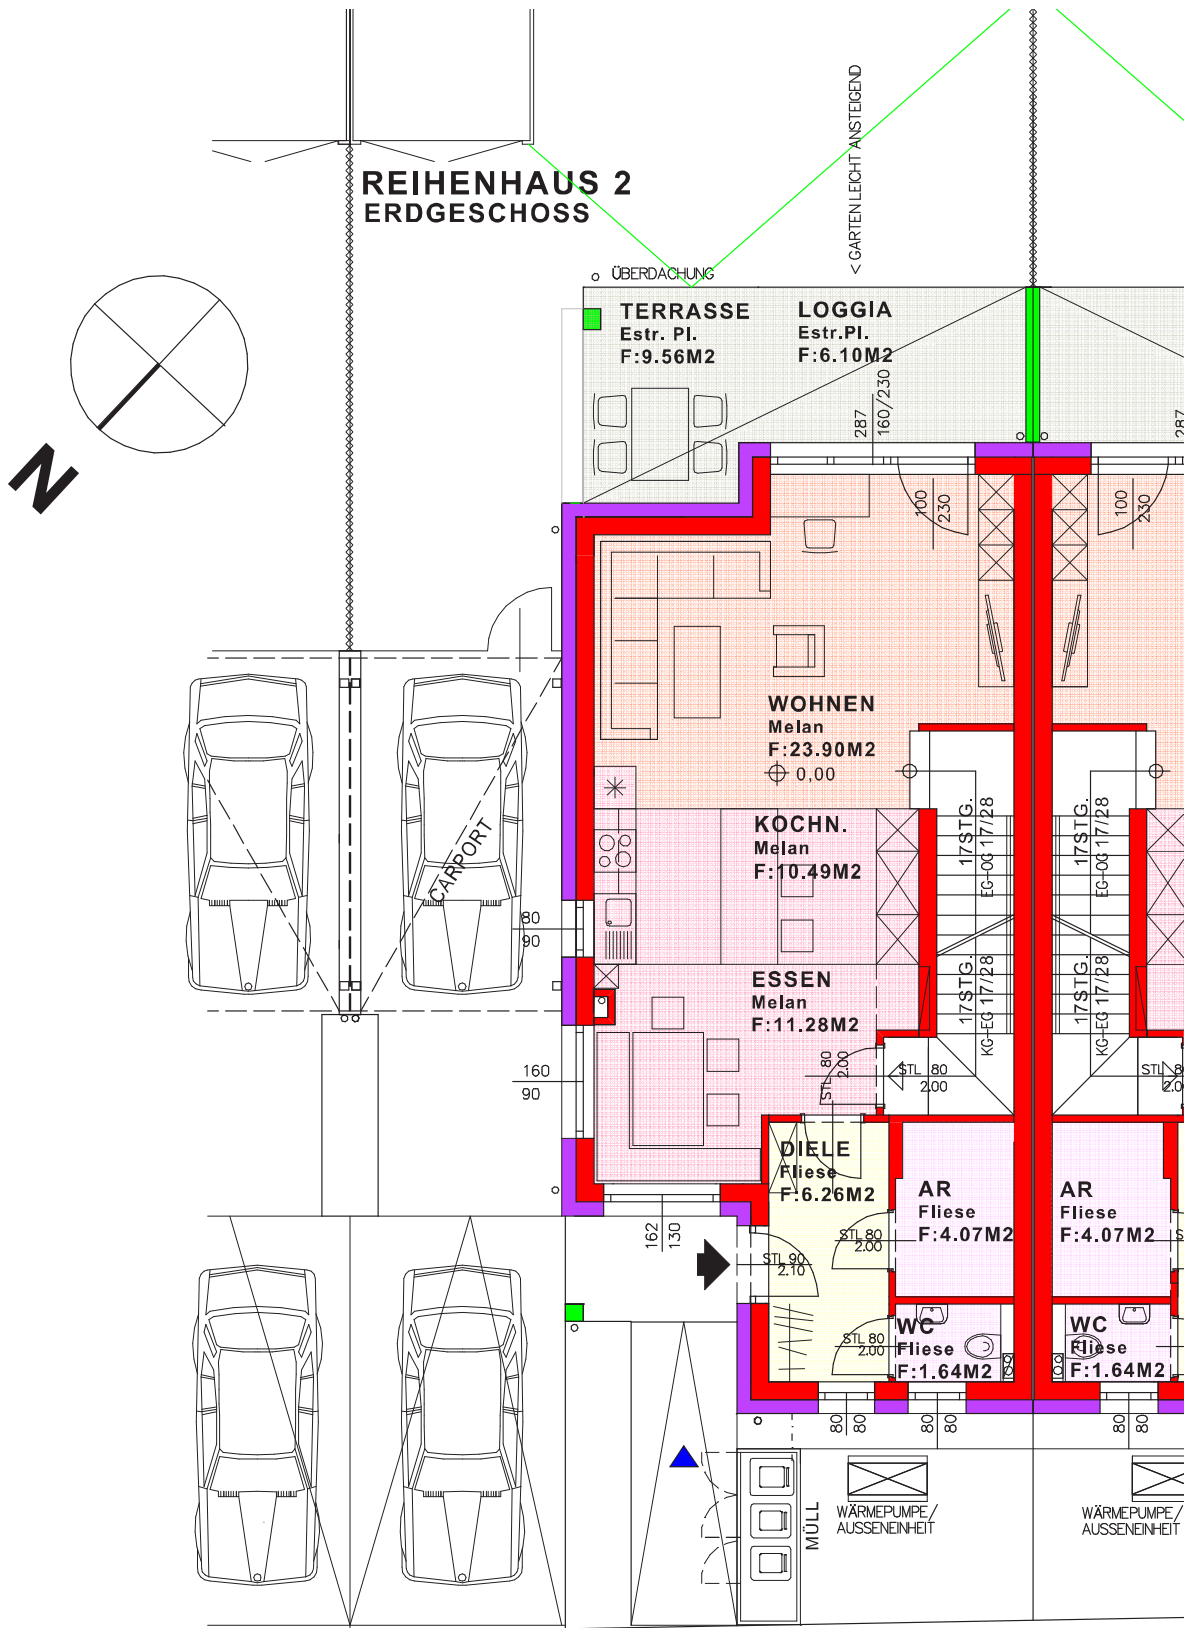 < GARTEN LEICHT ANSTEIGEND
REIHENHAUS 2
ERDGESCHOSS
ÜBERDACHUNG
TERRASSE
Estr. Pl.
F:9.56M2
LOGGIA
Estr.Pl.
F:6.10M2
N
287
160/230
287
100
230
100
230
WOHNEN
Melan
F:23.90M2
0,00
KOCHN.
Melan
F:10.49M2
CARPORT
17STG.
EG-OG 17/28
17STG.
EG-OG 17/28
80
90
ESSEN
Melan
F:11.28M2
17STG.
KG-EG 17/28
17STG.
KG-EG 17/28
160
90
STL 80
2.00
STL 80
2.00
STL 80
2.00
DIELE
Fliese
F:6.26M2
AR
Fliese
F:4.07M2
AR
Fliese
F:4.07M2
162
130
STL 80
2.00
STL 90
2.10
STL 80
2.00
WC
Fliese
F:1.64M2
WC
Fliese
F:1.64M2
80
80
80
80
80
80
MÜLL
WÄRMEPUMPE/
AUSSENEINHEIT
WÄRMEPUMPE/
AUSSENEINHEIT